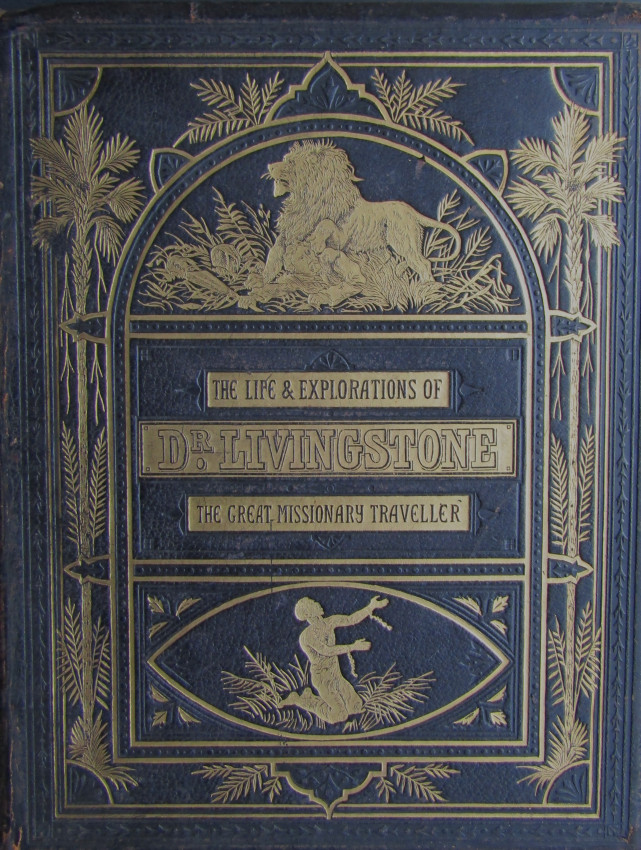 THE LIFE & EXPLORATIONS OF
DR. LIVINGSTONE
THE GREAT MISSIONARY TRAVELLER